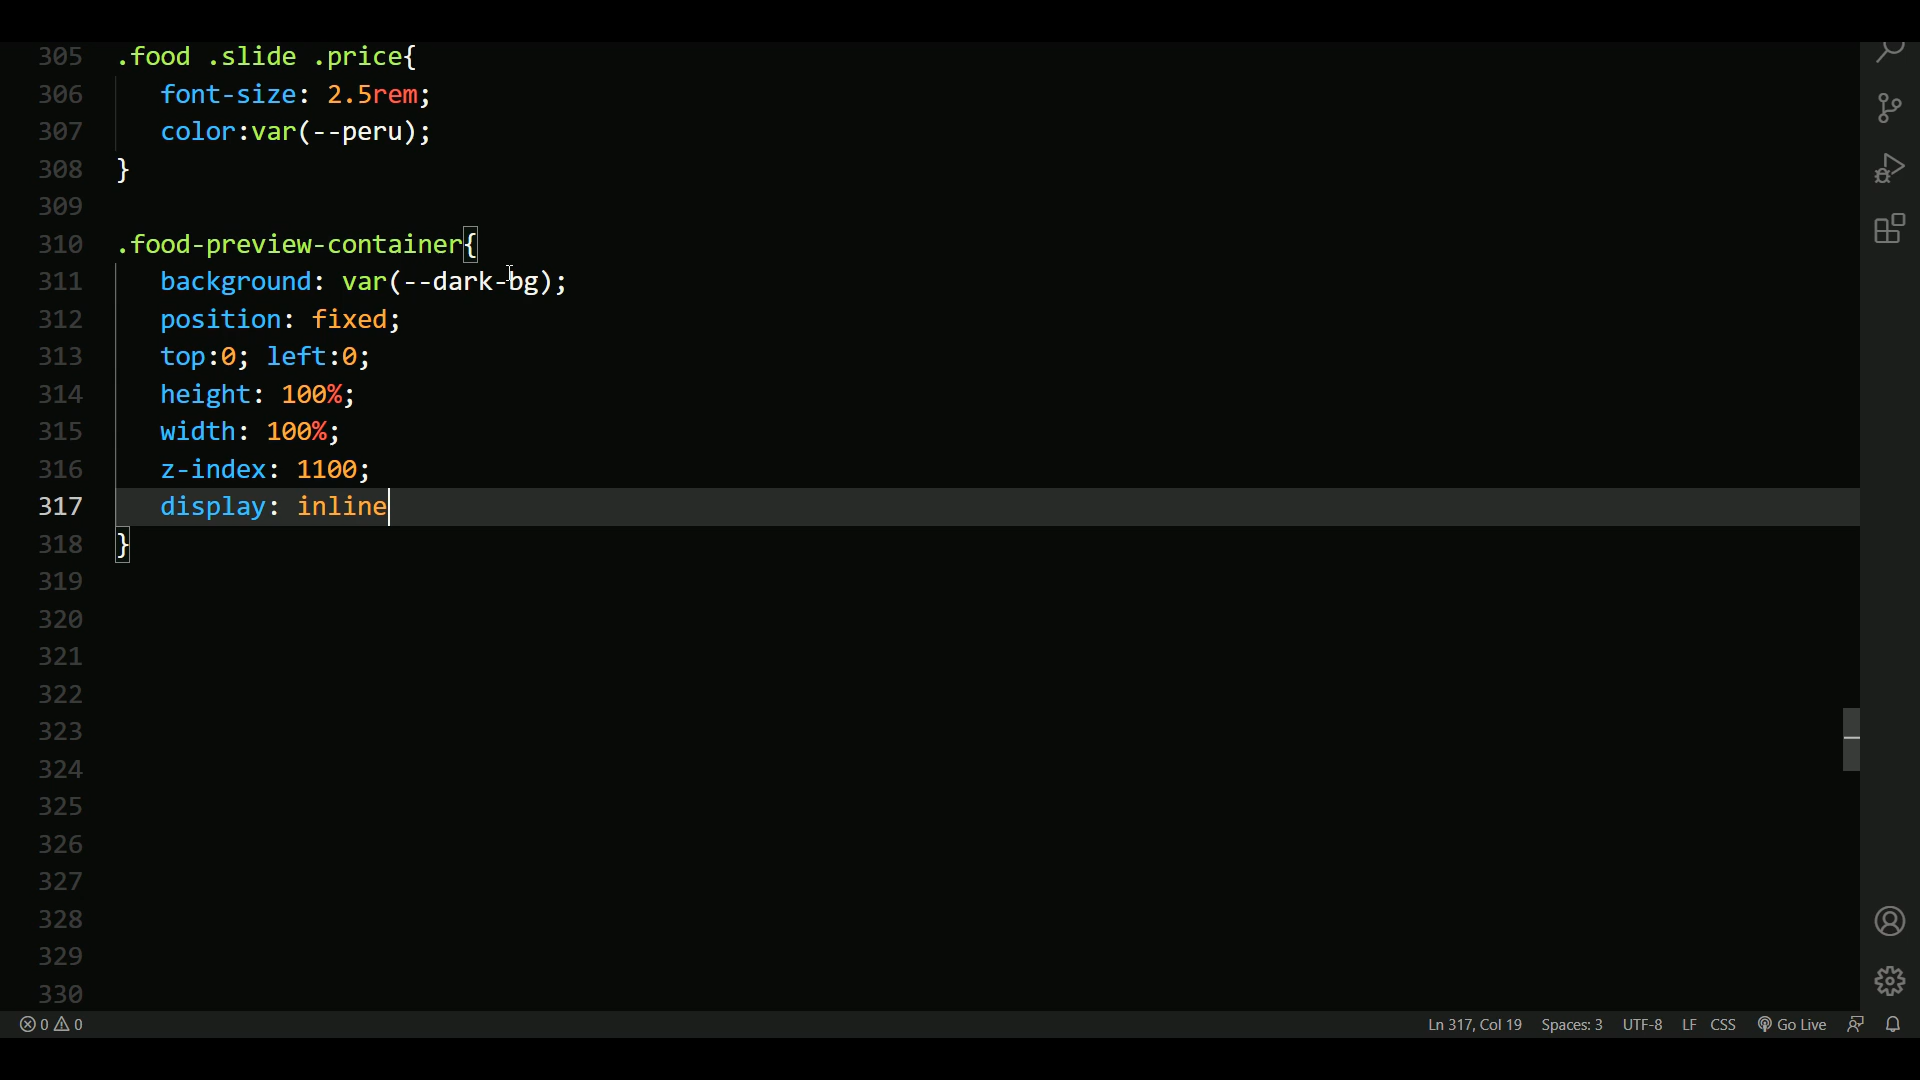 305 .food .slide .price{
306 font-size: 2.5rem;
307 color:var(--peru);
308 }
309
310 .food-preview-container{
311 background: var(--dark-bg);
312 position: fixed;
313 top:0; left:0;
314 height: 100%;
315 width: 100%;
316 z-index: 1100;
317 display: inline
318 }
319
320
321
322
323
324
325
326
327
328
329
330
0 0 Ln 317, Col 19 Spaces: 3 UTF-8 LF CSS Go Live